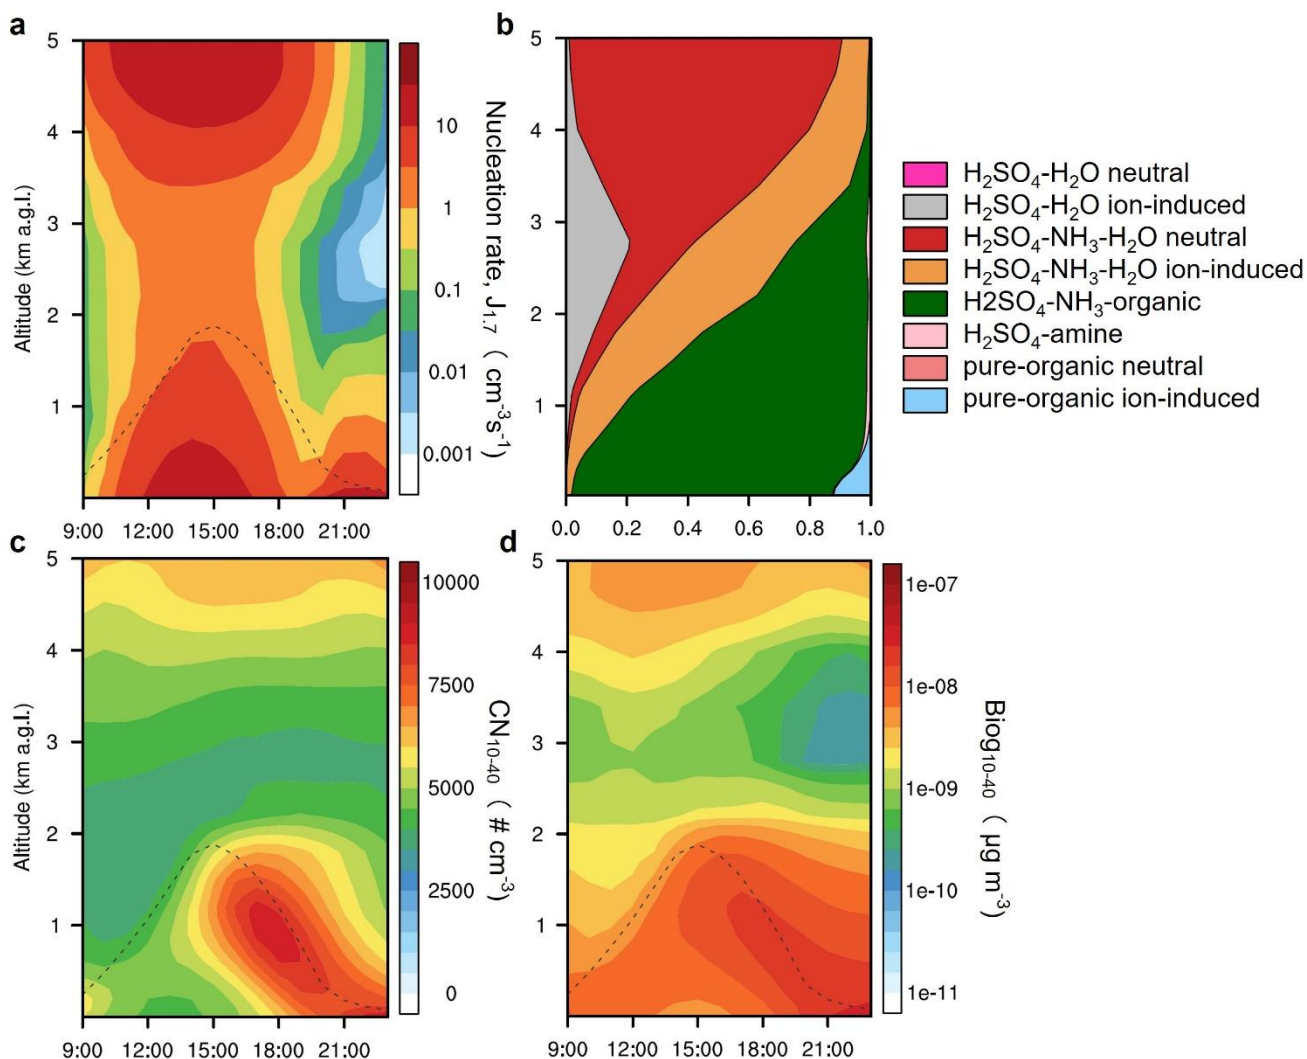 a
5
4
3
2
1
Altitude (km a.g.l.)
9:00 12:00 15:00 18:00 21:00
10
1
0.1
0.01
0.001
Nucleation rate, J1.7 ( cm-3s-1)
b
5
4
3
2
1
0.0 0.2 0.4 0.6 0.8 1.0
H2SO4-H2O neutral
H2SO4-H2O ion-induced
H2SO4-NH3-H2O neutral
H2SO4-NH3-H2O ion-induced
H2SO4-NH3-organic
H2SO4-amine
pure-organic neutral
pure-organic ion-induced
c
5
4
3
2
1
Altitude (km a.g.l.)
9:00 12:00 15:00 18:00 21:00
10000
7500
5000
2500
0
CN10-40 ( # cm-3)
d
5
4
3
2
1
9:00 12:00 15:00 18:00 21:00
1e-07
1e-08
1e-09
1e-10
1e-11
Biog10-40 ( µg m-3)